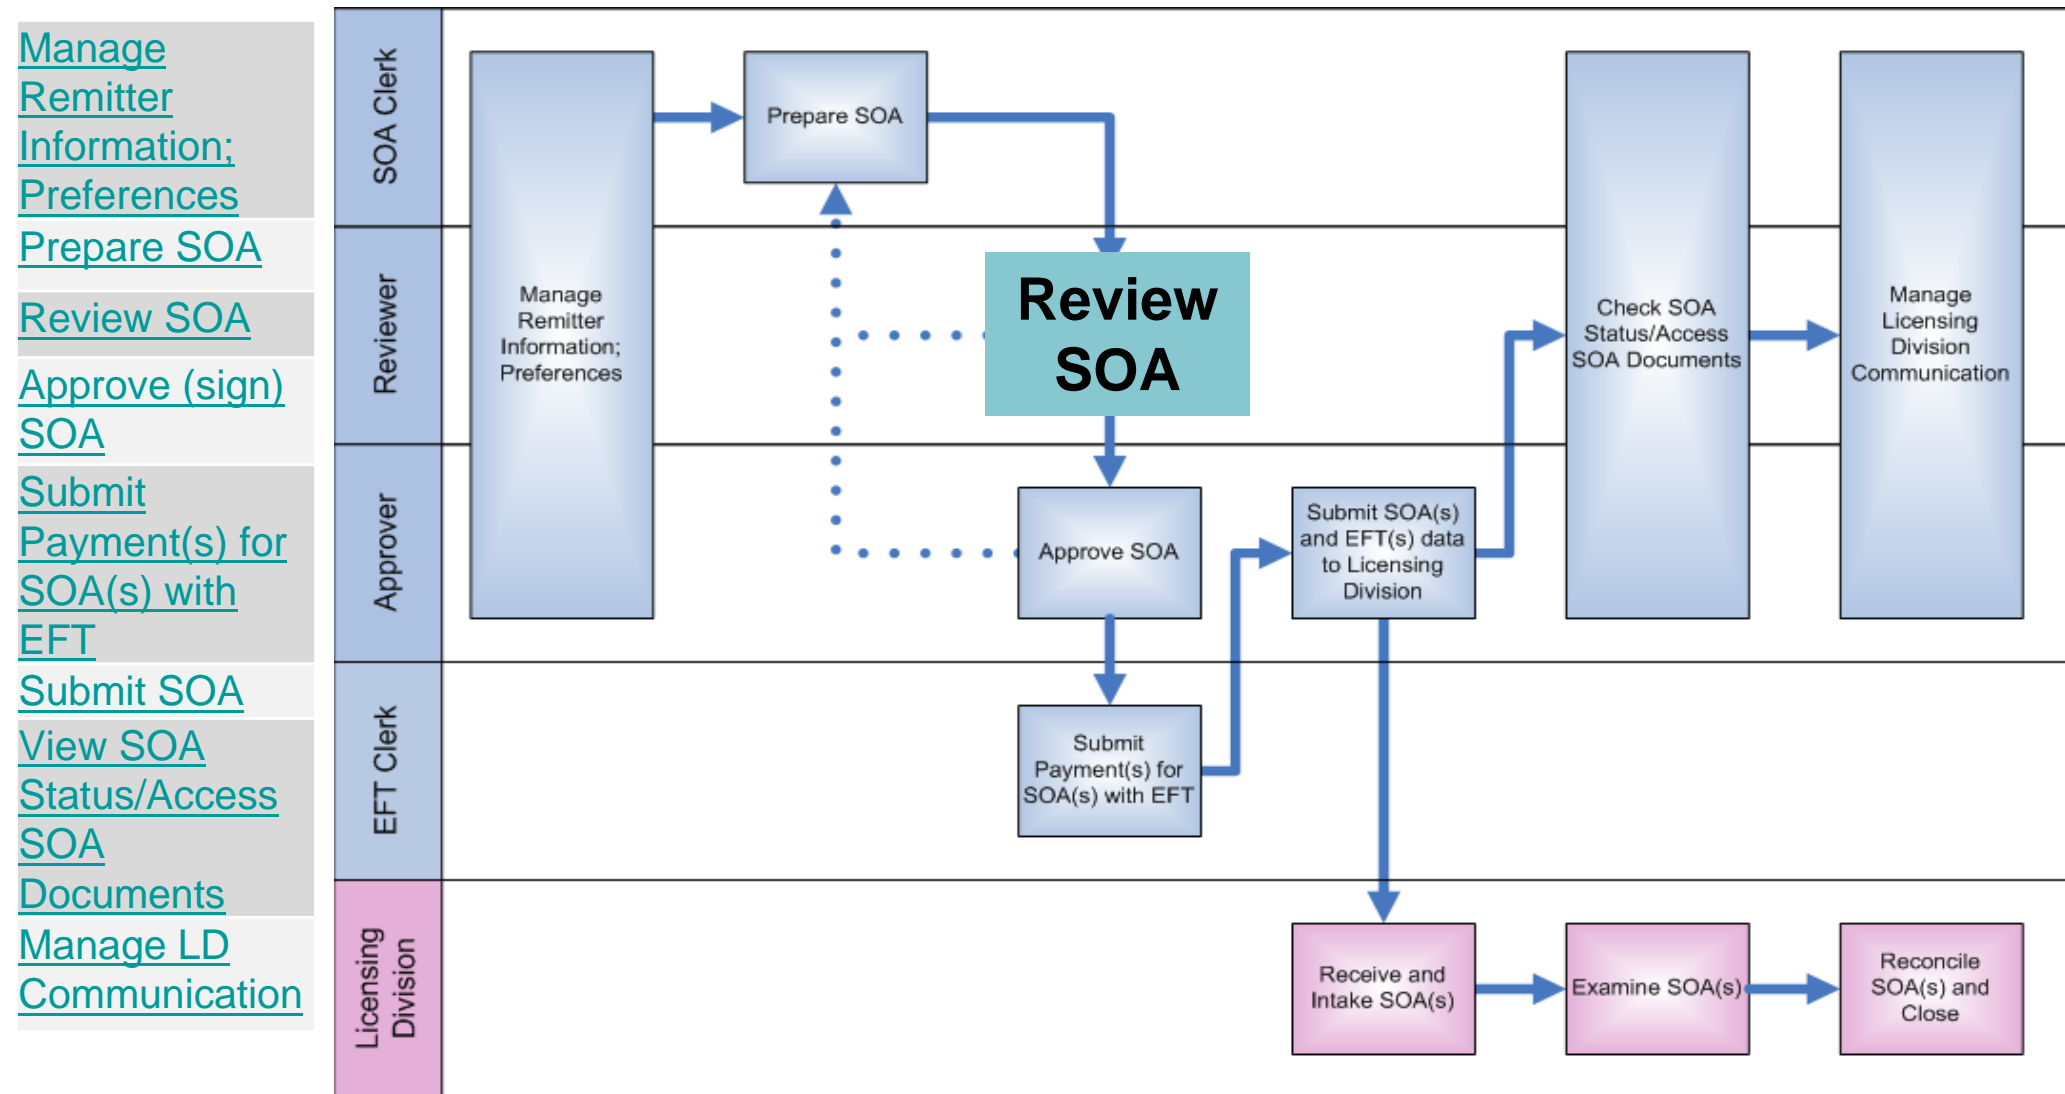 Manage
Remitter
Information;
Preferences
Prepare SOA
Review SOA
Approve (sign)
SOA
Submit
Payment(s) for
SOA(s) with
EFT
Submit SOA
View SOA
Status/Access
SOA
Documents
Manage LD
Communication
SOA Clerk
Reviewer
Approver
EFT Clerk
Licensing
Division
Manage
Remitter
Information;
Preferences
Prepare SOA
Review
SOA
Approve SOA
Submit
Payment(s) for
SOA(s) with EFT
Submit SOA(s)
and EFT(s) data
to Licensing
Division
Check SOA
Status/Access
SOA Documents
Manage
Licensing
Division
Communication
Receive and
Intake SOA(s)
Examine SOA(s)
Reconcile
SOA(s) and
Close